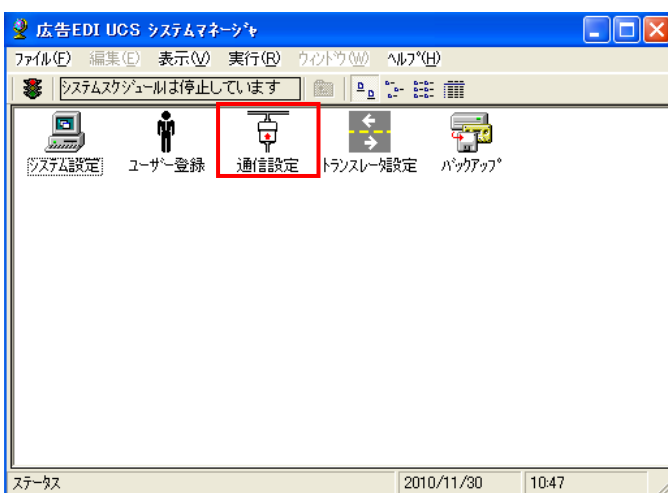 広告EDI UCS システムマネージャ
ファイル(F) 編集(E) 表示(V) 実行(R) ウィンドウ(W) ヘルプ(H)
システムスケジュールは停止しています
システム設定 ユーザー登録 通信設定 トランスレータ設定 バックアップ
ステータス 2010/11/30 10:47